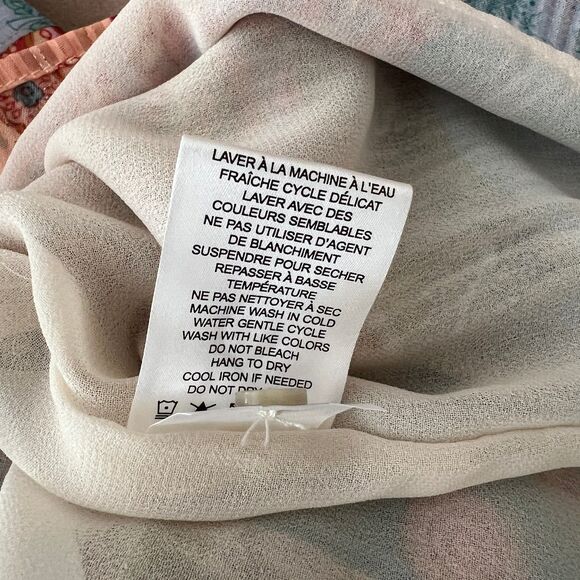 LAVER À LA MACHINE À L'EAU
FRAÎCHE CYCLE DÉLICAT
LAVER AVEC DES
COULEURS SEMBLABLES
NE PAS UTILISER D'AGENT
DE BLANCHIMENT
SUSPENDRE POUR SECHER
REPASSER À BASSE
TEMPÉRATURE
NE PAS NETTOYER À SEC
MACHINE WASH IN COLD
WATER GENTLE CYCLE
WASH WITH LIKE COLORS
DO NOT BLEACH
HANG TO DRY
COOL IRON IF NEEDED
DO NOT DRY